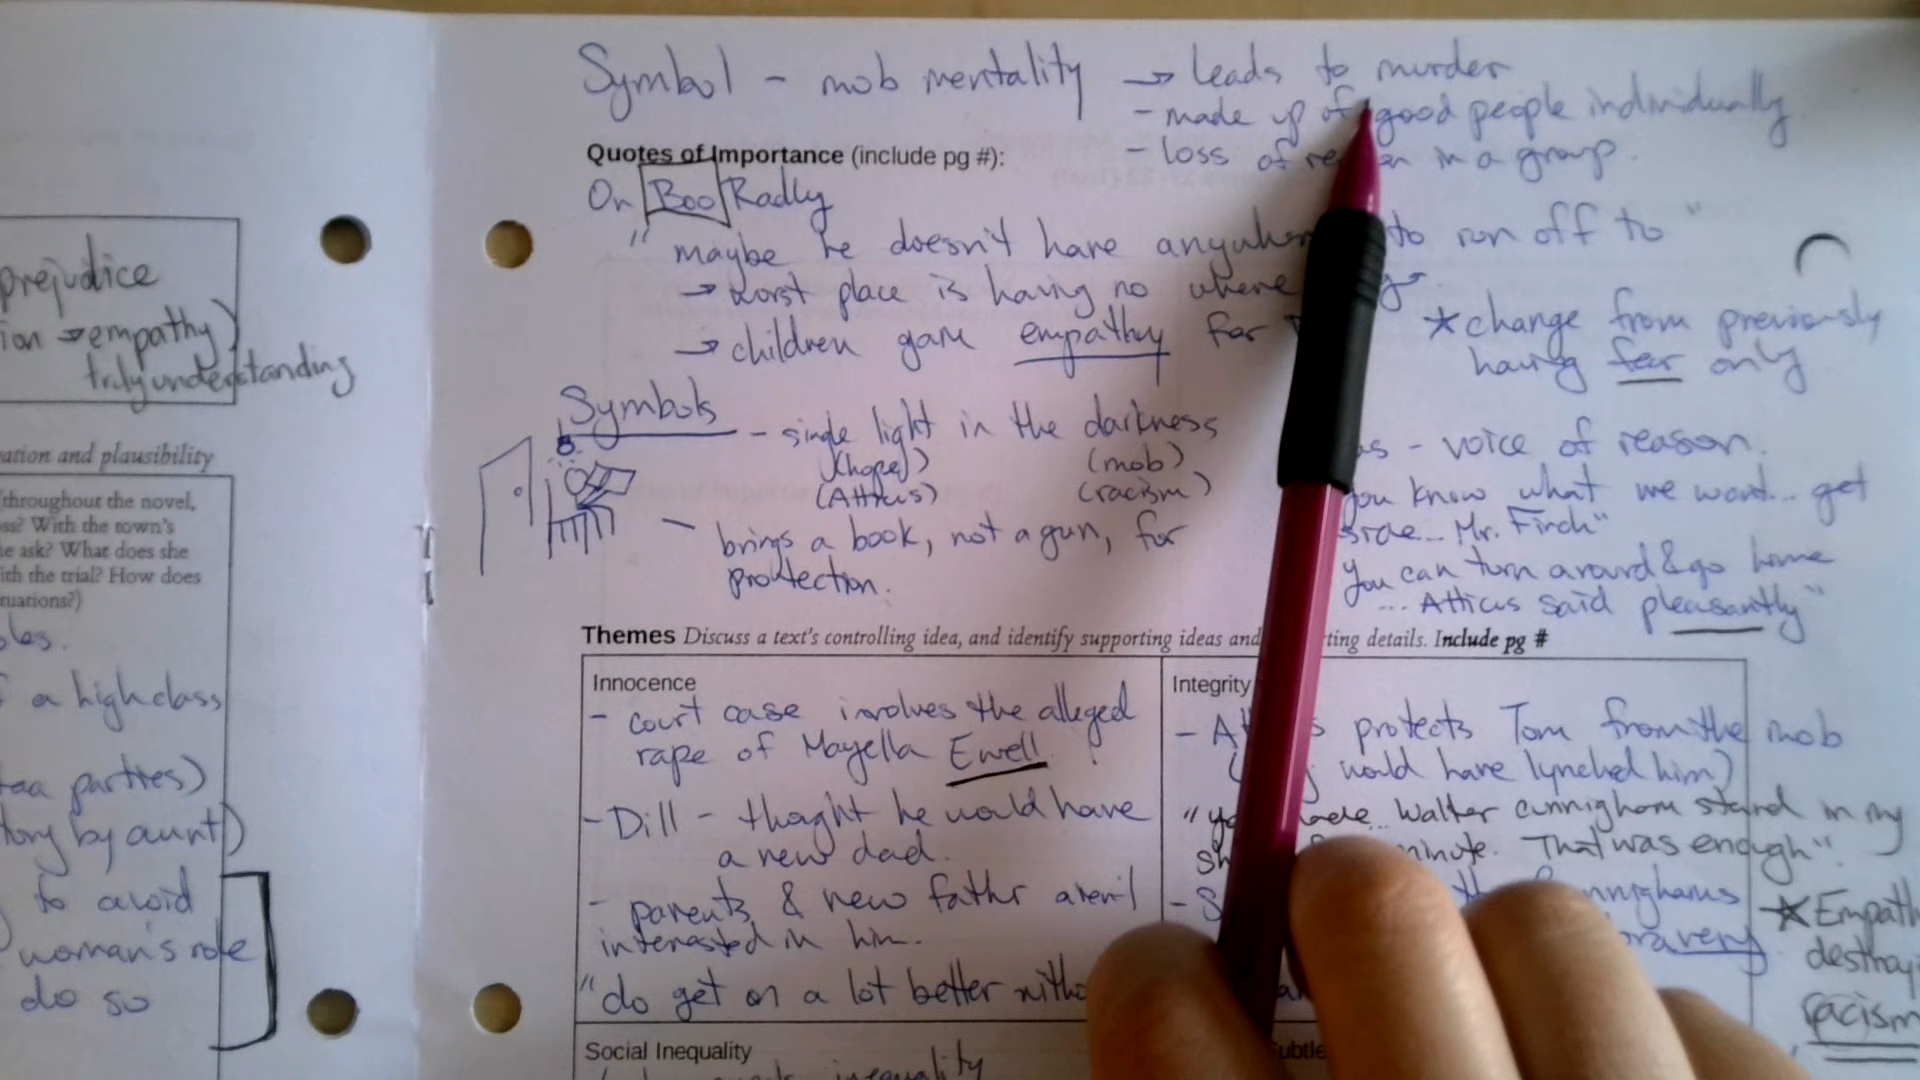 Symbol - mob mentality → leads to murder
- made up of good people individually.
- loss of in a group.
Quotes of Importance (include pg #):
On Boo Radly
"maybe he doesn't have to run off to"
→ worst place is having no where
→ children gain empathy for
* change from previously
having fear only
Symbols
- single light in the darkness
(hope) (mob)
(Atticus) (racism)
- brings a book, not a gun, for
protection.
- voice of reason.
you know what we want... get
... Mr. Finch"
You can turn around & go home
... Atticus said pleasantly"
Themes Discuss a text's controlling idea, and identify supporting ideas and ting details. Include pg #
Innocence
- court case involves the alleged
rape of Mayella Ewell
- Dill - thought he would have
a new dad.
- parents & new father aren't
interested in him.
"do get on a lot better
Integrity
- protects Tom from the mob
would have lynched him)
Walter Cunnigham stand in my
minute. That was enough".
bravery
* Empath
destroy
racism
Social Inequality
inequality
Subtle
prejudice
ion → empathy)
truly understanding
ation and plausibility
(throughout the novel,
ss? With the town's
e ask? What does she
ith the trial? How does
tuations?)
a high class
parties)
by aunt)
to avoid
woman's role
do so